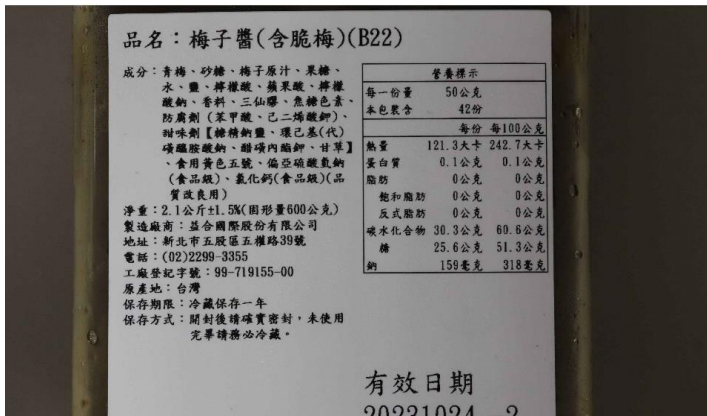 品名：梅子醬(含脆梅)(B22)
成分：青梅、砂糖、梅子原汁、果糖、
水、鹽、檸檬酸、蘋果酸、檸檬
酸鈉、香料、三仙膠、焦糖色素、
防腐劑(苯甲酸、己二烯酸鉀)、
甜味劑【糖精鈉鹽、環己基(代)
磺醯胺酸鈉、醋磺內酯鉀、甘草】
、食用黃色五號、偏亞硫酸氫鈉
(食品級)、氯化鈣(食品級)(品
質改良用)
淨重：2.1公斤±1.5%(固形量600公克)
製造廠商：益合國際股份有限公司
地址：新北市五股區五權路39號
電話：(02)2299-3355
工廠登記字號：99-719155-00
原產地：台灣
保存期限：冷藏保存一年
保存方式：開封後請確實密封，未使用
完畢請務必冷藏。
營養標示
每一份量 50公克
本包裝含 42份
每份 每100公克
熱量 121.3大卡 242.7大卡
蛋白質 0.1公克 0.1公克
脂肪 0公克 0公克
飽和脂肪 0公克 0公克
反式脂肪 0公克 0公克
碳水化合物 30.3公克 60.6公克
糖 25.6公克 51.3公克
鈉 159毫克 318毫克
有效日期
20231024 2